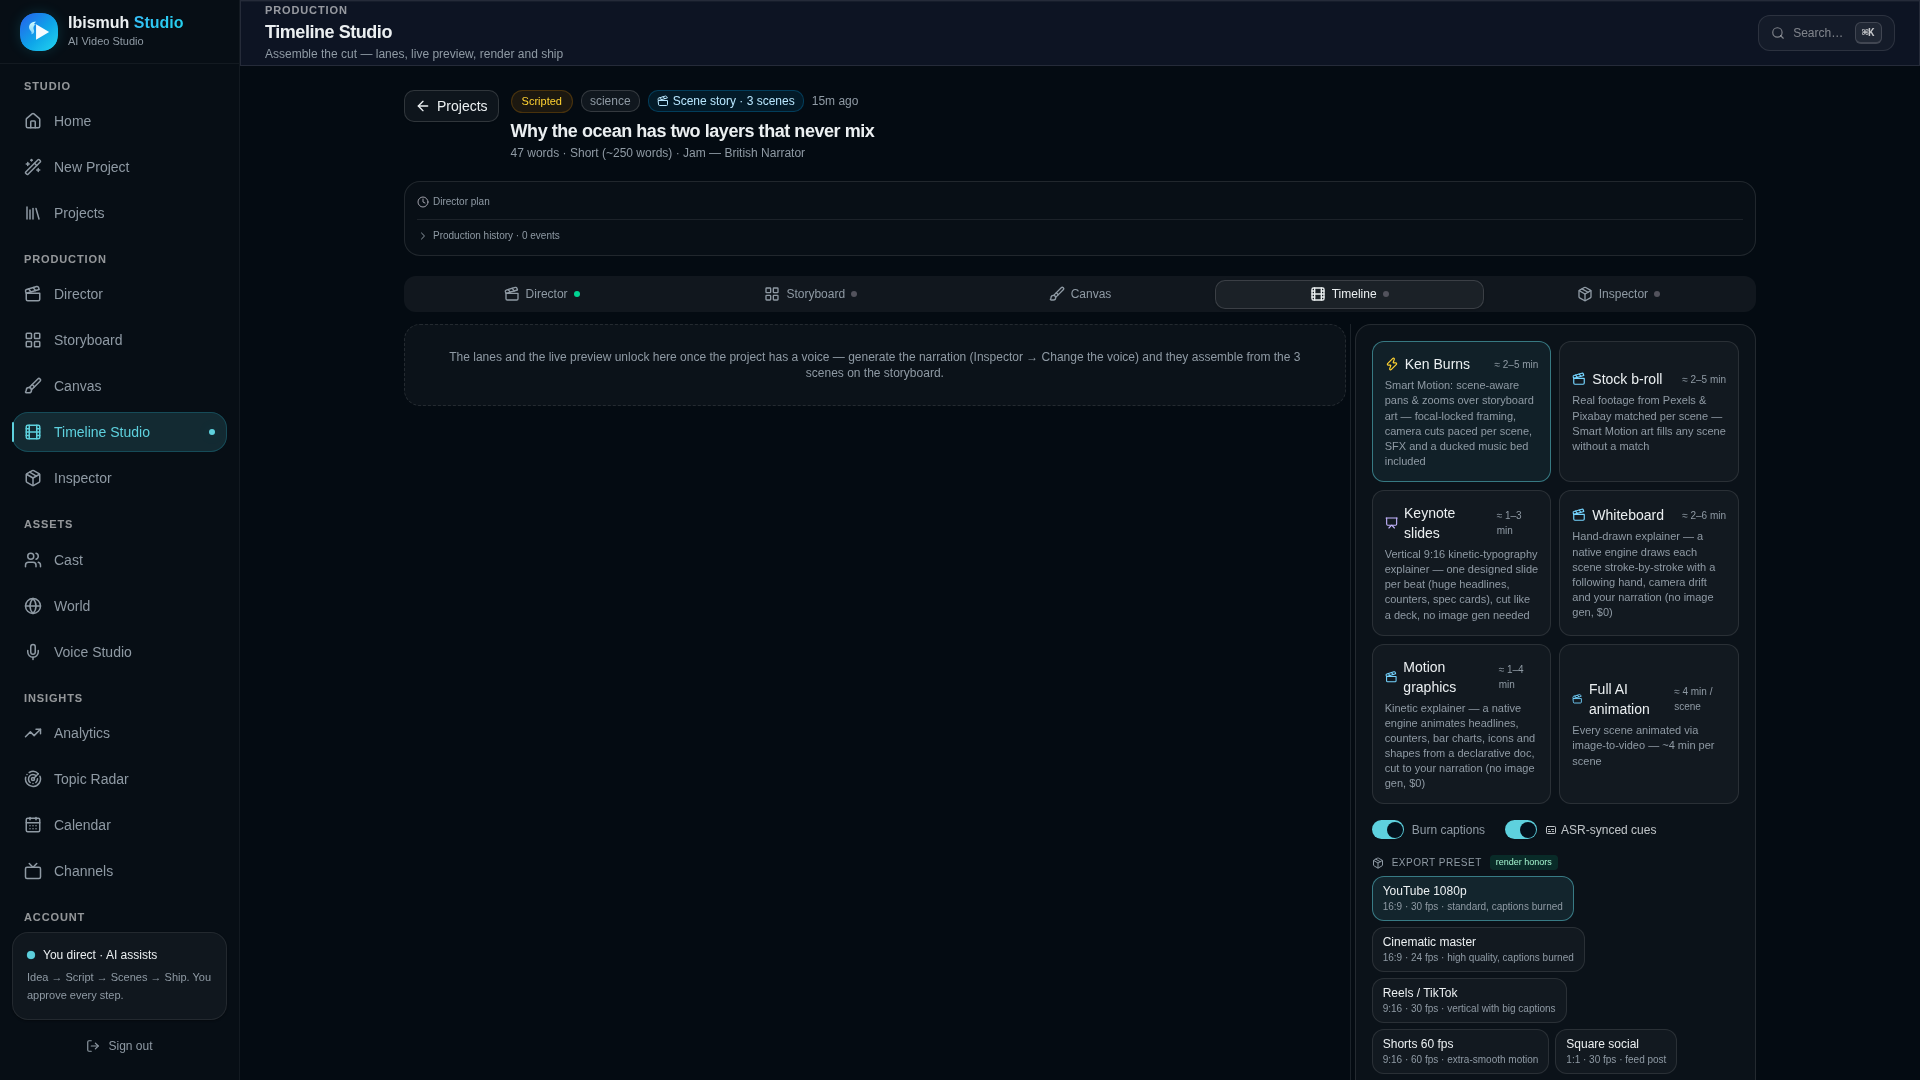 Ibismuh Studio
AI Video Studio
STUDIO
Home
New Project
Projects
PRODUCTION
Director
Storyboard
Canvas
Timeline Studio
Inspector
ASSETS
Cast
World
Voice Studio
INSIGHTS
Analytics
Topic Radar
Calendar
Channels
ACCOUNT
You direct · AI assists
Idea → Script → Scenes → Ship. You
approve every step.
Sign out
PRODUCTION
Timeline Studio
Assemble the cut — lanes, live preview, render and ship
Search…
⌘K
Projects
Scripted
science
Scene story · 3 scenes
15m ago
Why the ocean has two layers that never mix
47 words · Short (~250 words) · Jam — British Narrator
Director plan
Production history · 0 events
Director
Storyboard
Canvas
Timeline
Inspector
The lanes and the live preview unlock here once the project has a voice — generate the narration (Inspector → Change the voice) and they assemble from the 3
scenes on the storyboard.
Ken Burns
≈ 2–5 min
Smart Motion: scene-aware
pans & zooms over storyboard
art — focal-locked framing,
camera cuts paced per scene,
SFX and a ducked music bed
included
Stock b-roll
≈ 2–5 min
Real footage from Pexels &
Pixabay matched per scene —
Smart Motion art fills any scene
without a match
Keynote
slides
≈ 1–3
min
Vertical 9:16 kinetic-typography
explainer — one designed slide
per beat (huge headlines,
counters, spec cards), cut like
a deck, no image gen needed
Whiteboard
≈ 2–6 min
Hand-drawn explainer — a
native engine draws each
scene stroke-by-stroke with a
following hand, camera drift
and your narration (no image
gen, $0)
Motion
graphics
≈ 1–4
min
Kinetic explainer — a native
engine animates headlines,
counters, bar charts, icons and
shapes from a declarative doc,
cut to your narration (no image
gen, $0)
Full AI
animation
≈ 4 min /
scene
Every scene animated via
image-to-video — ~4 min per
scene
Burn captions
ASR-synced cues
EXPORT PRESET
render honors
YouTube 1080p
16:9 · 30 fps · standard, captions burned
Cinematic master
16:9 · 24 fps · high quality, captions burned
Reels / TikTok
9:16 · 30 fps · vertical with big captions
Shorts 60 fps
9:16 · 60 fps · extra-smooth motion
Square social
1:1 · 30 fps · feed post